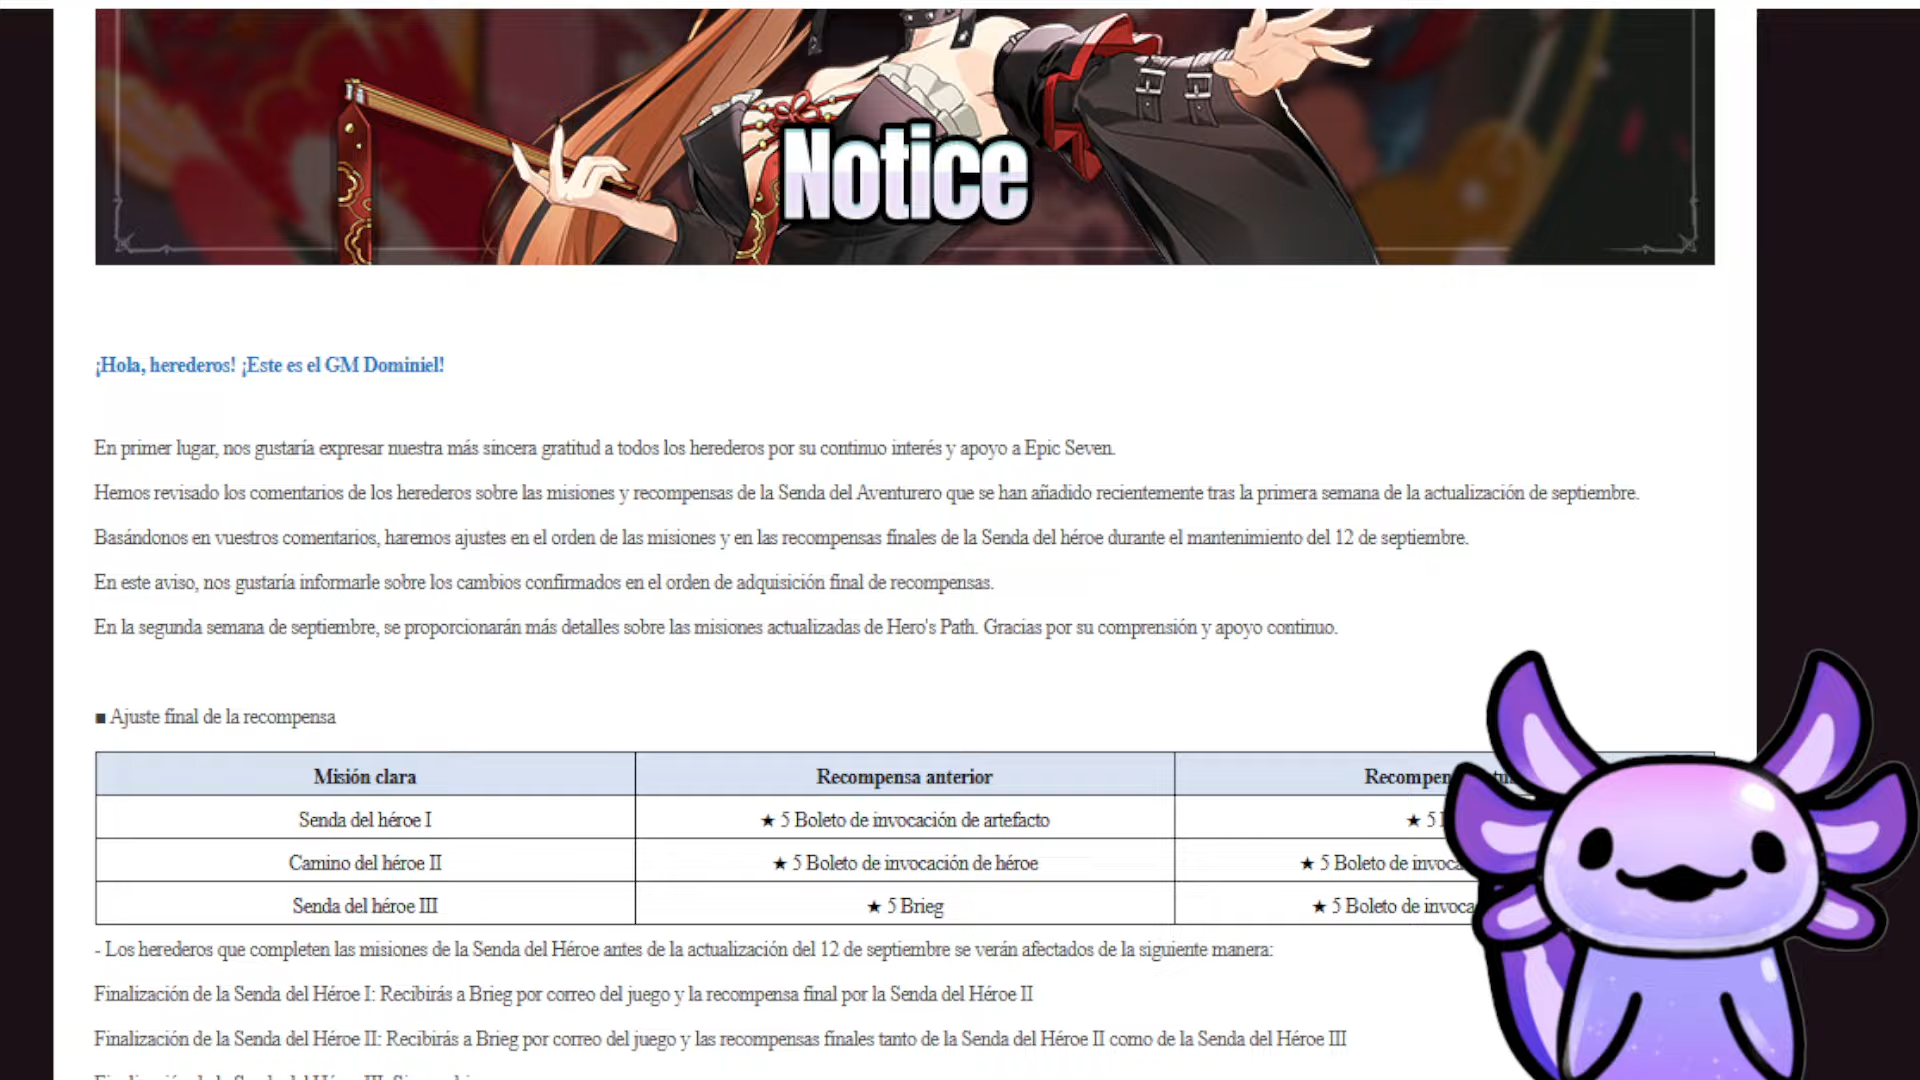 Notice
¡Hola, herederos! ¡Este es el GM Dominiel!
En primer lugar, nos gustaría expresar nuestra más sincera gratitud a todos los herederos por su continuo interés y apoyo a Epic Seven.
Hemos revisado los comentarios de los herederos sobre las misiones y recompensas de la Senda del Aventurero que se han añadido recientemente tras la primera semana de la actualización de septiembre.
Basándonos en vuestros comentarios, haremos ajustes en el orden de las misiones y en las recompensas finales de la Senda del héroe durante el mantenimiento del 12 de septiembre.
En este aviso, nos gustaría informarle sobre los cambios confirmados en el orden de adquisición final de recompensas.
En la segunda semana de septiembre, se proporcionarán más detalles sobre las misiones actualizadas de Hero's Path. Gracias por su comprensión y apoyo continuo.
■ Ajuste final de la recompensa
Misión clara Recompensa anterior
Senda del héroe I ★ 5 Boleto de invocación de artefacto ★ 5
Camino del héroe II ★ 5 Boleto de invocación de héroe ★ 5 Boleto de
Senda del héroe III ★ 5 Brieg ★ 5 Boleto de
- Los herederos que completen las misiones de la Senda del Héroe antes de la actualización del 12 de septiembre se verán afectados de la siguiente manera:
Finalización de la Senda del Héroe I: Recibirás a Brieg por correo del juego y la recompensa final por la Senda del Héroe II
Finalización de la Senda del Héroe II: Recibirás a Brieg por correo del juego y las recompensas finales tanto de la Senda del Héroe II como de la Senda del Héroe III